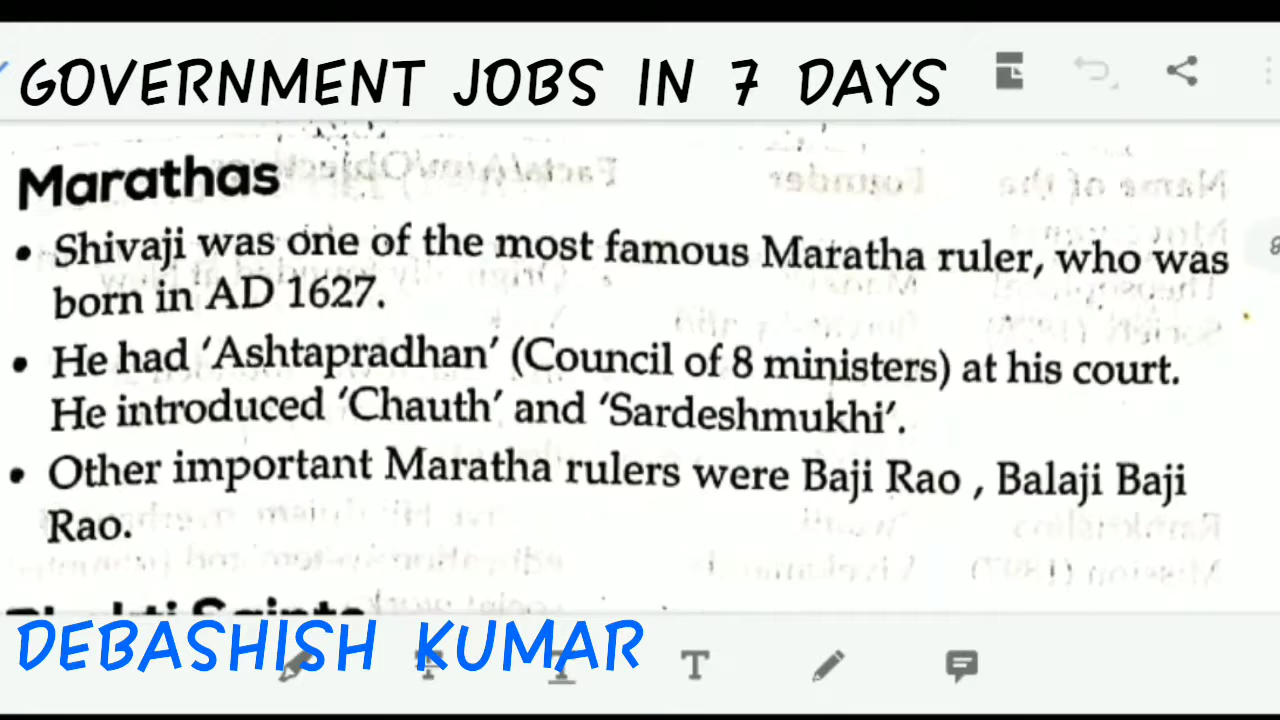 GOVERNMENT JOBS IN 7 DAYS
Marathas
• Shivaji was one of the most famous Maratha ruler, who was
born in AD 1627.
• He had ‘Ashtapradhan’ (Council of 8 ministers) at his court.
He introduced ‘Chauth’ and ‘Sardeshmukhi’.
• Other important Maratha rulers were Baji Rao , Balaji Baji
Rao.
Bhakti Saints
DEBASHISH KUMAR